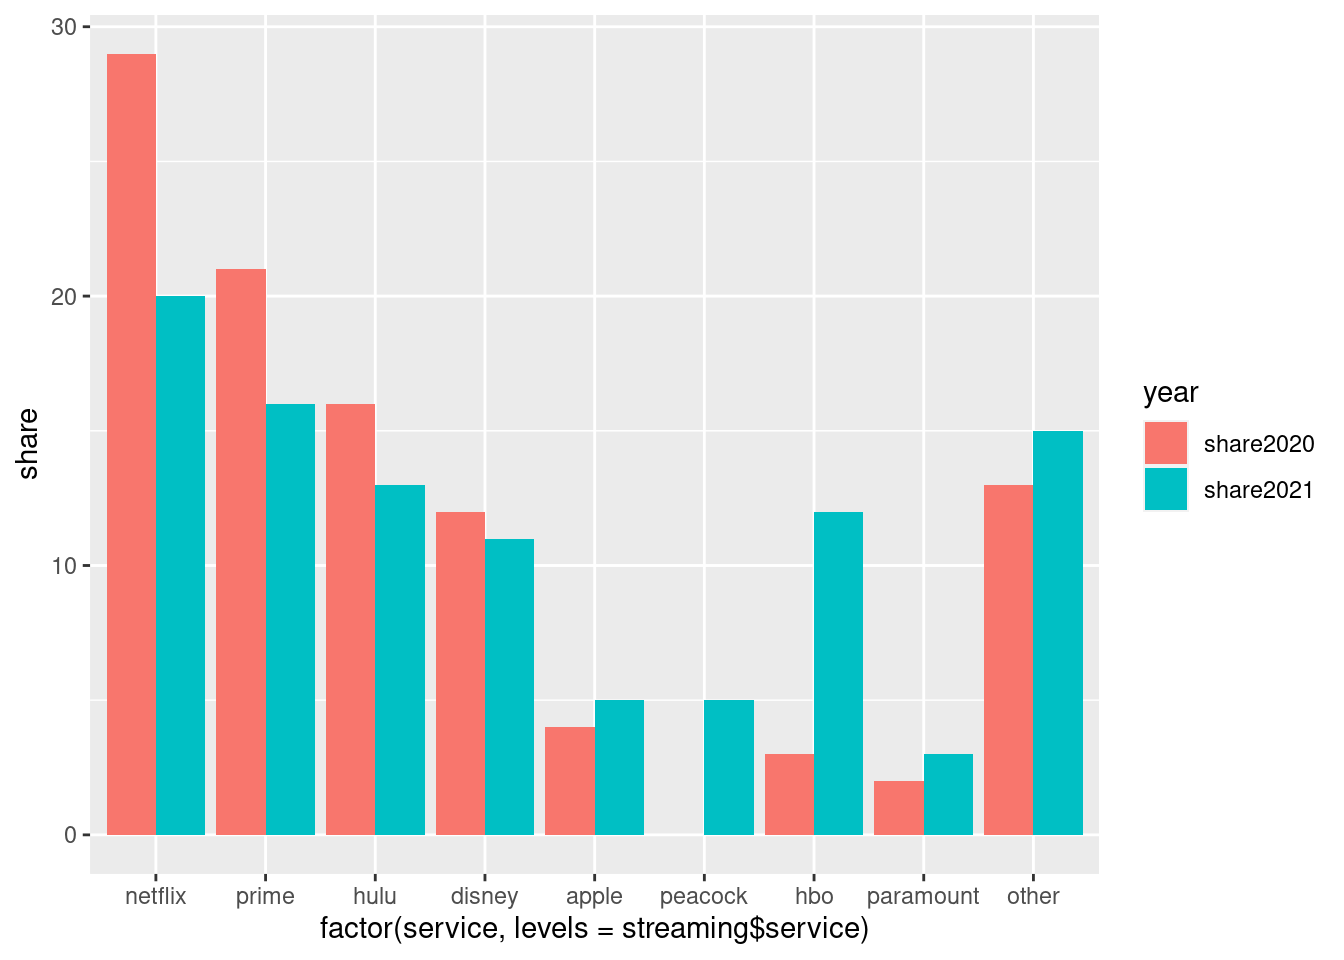 30
20
10
0
share
netflix prime hulu disney apple peacock hbo paramount other
factor(service, levels = streaming$service)
year
share2020
share2021